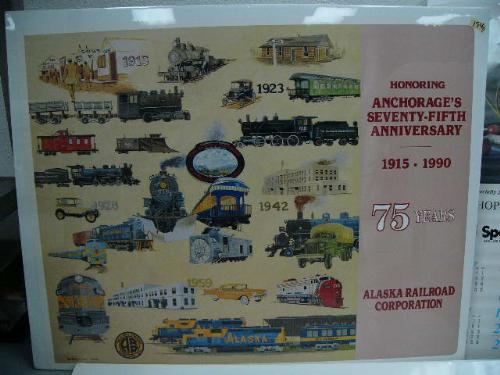 1915
1923
1928
1942
1959
ALASKA
HONORING
ANCHORAGE'S
SEVENTY-FIFTH
ANNIVERSARY
1915 • 1990
75 YEARS
ALASKA RAILROAD
CORPORATION